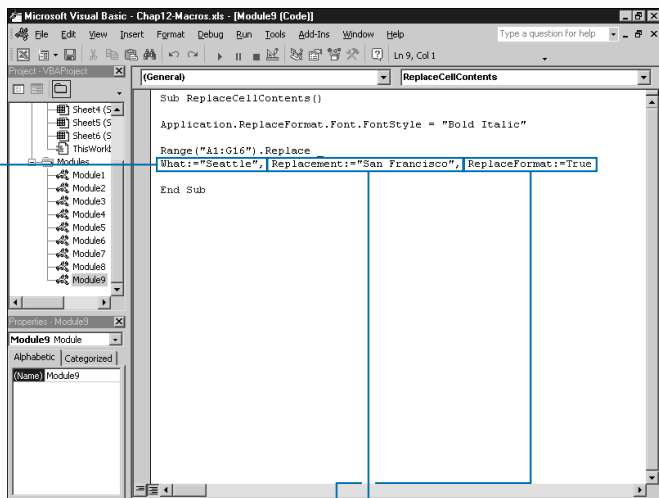 Microsoft Visual Basic - Chap12-Macros.xls - [Module9 (Code)]
File Edit View Insert Format Debug Run Tools Add-Ins Window Help Type a question for help
Ln 9, Col 1
Project - VBAProject
Sheet4 (S
Sheet5 (S
Sheet6 (S
ThisWork
Modules
Module1
Module2
Module3
Module4
Module5
Module6
Module7
Module8
Module9
Properties - Module9
Module9 Module
Alphabetic Categorized
(Name) Module9
(General) ReplaceCellContents
Sub ReplaceCellContents()
Application.ReplaceFormat.Font.FontStyle = "Bold Italic"
Range("A1:G16").Replace _
What:="Seattle", Replacement:="San Francisco", ReplaceFormat:=True
End Sub